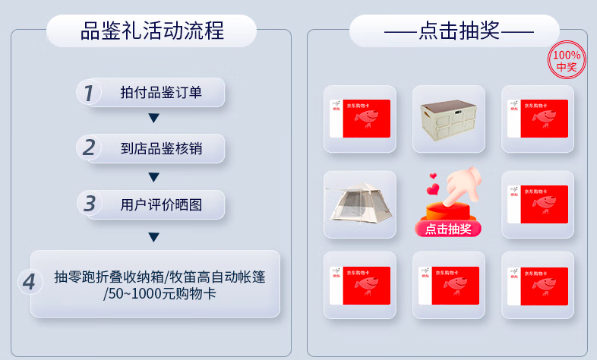 品鉴礼活动流程
1 拍付品鉴订单
2 到店品鉴核销
3 用户评价晒图
4 抽零跑折叠收纳箱/牧笛高自动帐篷
/50~1000元购物卡
点击抽奖
100%
中奖
京东购物卡
京东购物卡
京东购物卡
点击抽奖
京东购物卡
京东购物卡
京东购物卡